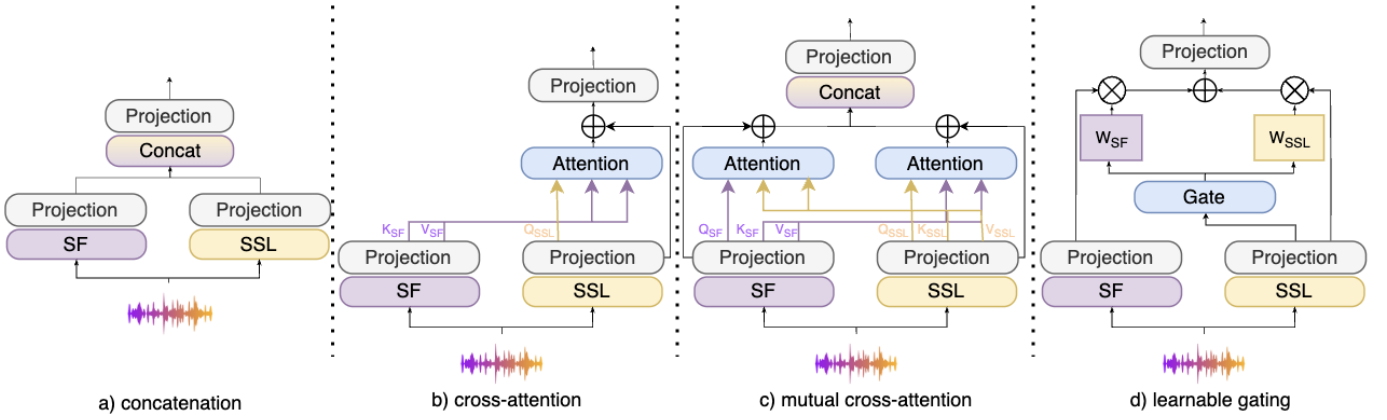 Projection
Concat
Projection
Projection
SF
SSL
a) concatenation
Projection
Attention
K_SF
V_SF
Q_SSL
Projection
Projection
SF
SSL
b) cross-attention
Projection
Concat
Attention
Attention
Q_SF
K_SF
V_SF
Q_SSL
K_SSL
V_SSL
Projection
Projection
SF
SSL
c) mutual cross-attention
Projection
W_SF
W_SSL
Gate
Projection
Projection
SF
SSL
d) learnable gating